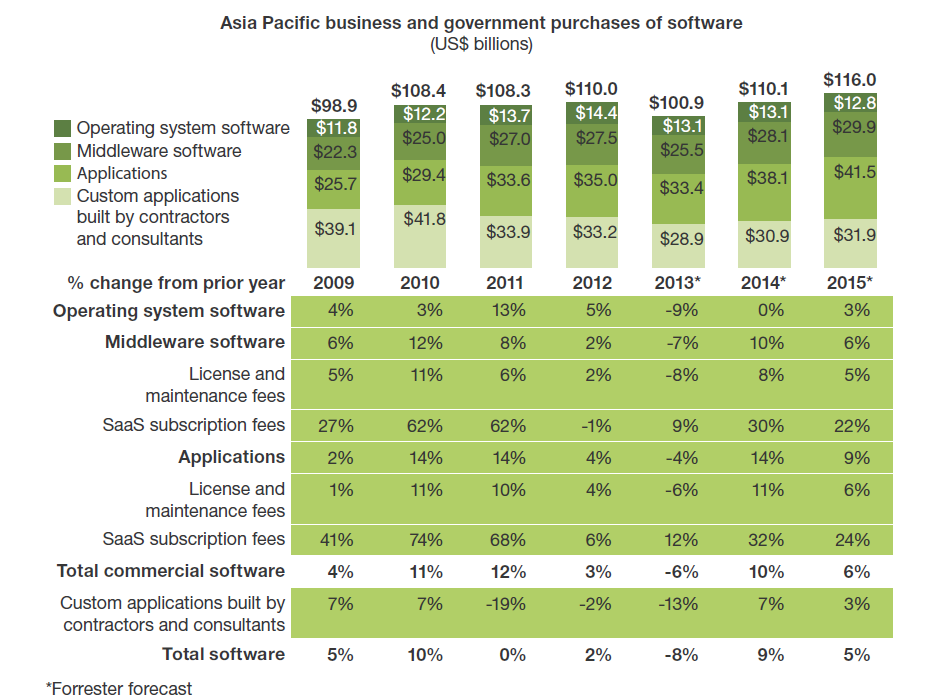 Asia Pacific business and government purchases of software
(US$ billions)
$98.9 $108.4 $108.3 $110.0 $100.9 $110.1 $116.0
Operating system software $11.8 $12.2 $13.7 $14.4 $13.1 $13.1 $12.8
Middleware software $22.3 $25.0 $27.0 $27.5 $25.5 $28.1 $29.9
Applications $25.7 $29.4 $33.6 $35.0 $33.4 $38.1 $41.5
Custom applications
built by contractors
and consultants
$39.1 $41.8 $33.9 $33.2 $28.9 $30.9 $31.9
% change from prior year 2009 2010 2011 2012 2013* 2014* 2015*
Operating system software 4% 3% 13% 5% -9% 0% 3%
Middleware software 6% 12% 8% 2% -7% 10% 6%
License and
maintenance fees
5% 11% 6% 2% -8% 8% 5%
SaaS subscription fees 27% 62% 62% -1% 9% 30% 22%
Applications 2% 14% 14% 4% -4% 14% 9%
License and
maintenance fees
1% 11% 10% 4% -6% 11% 6%
SaaS subscription fees 41% 74% 68% 6% 12% 32% 24%
Total commercial software 4% 11% 12% 3% -6% 10% 6%
Custom applications built by
contractors and consultants
7% 7% -19% -2% -13% 7% 3%
Total software 5% 10% 0% 2% -8% 9% 5%
*Forrester forecast